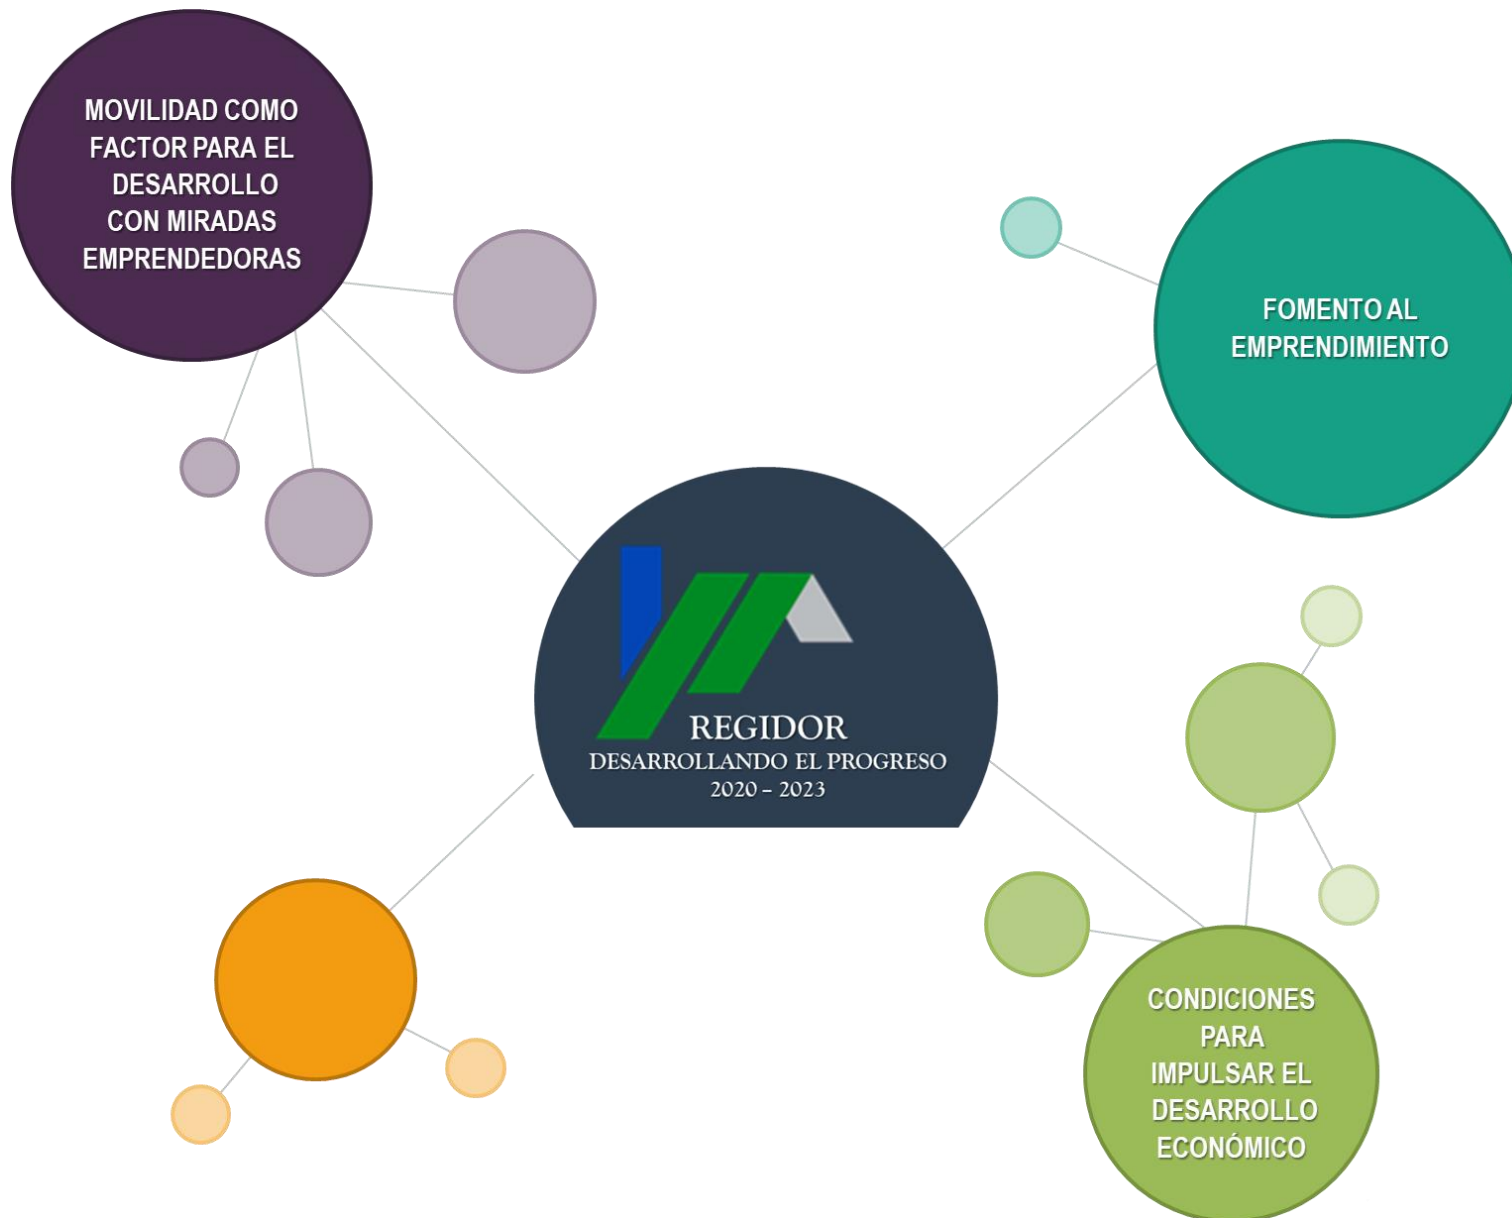 MOVILIDAD COMO
FACTOR PARA EL
DESARROLLO
CON MIRADAS
EMPRENDEDORAS
FOMENTO AL
EMPRENDIMIENTO
REGIDOR
DESARROLLANDO EL PROGRESO
2020 – 2023
CONDICIONES
PARA
IMPULSAR EL
DESARROLLO
ECONÓMICO